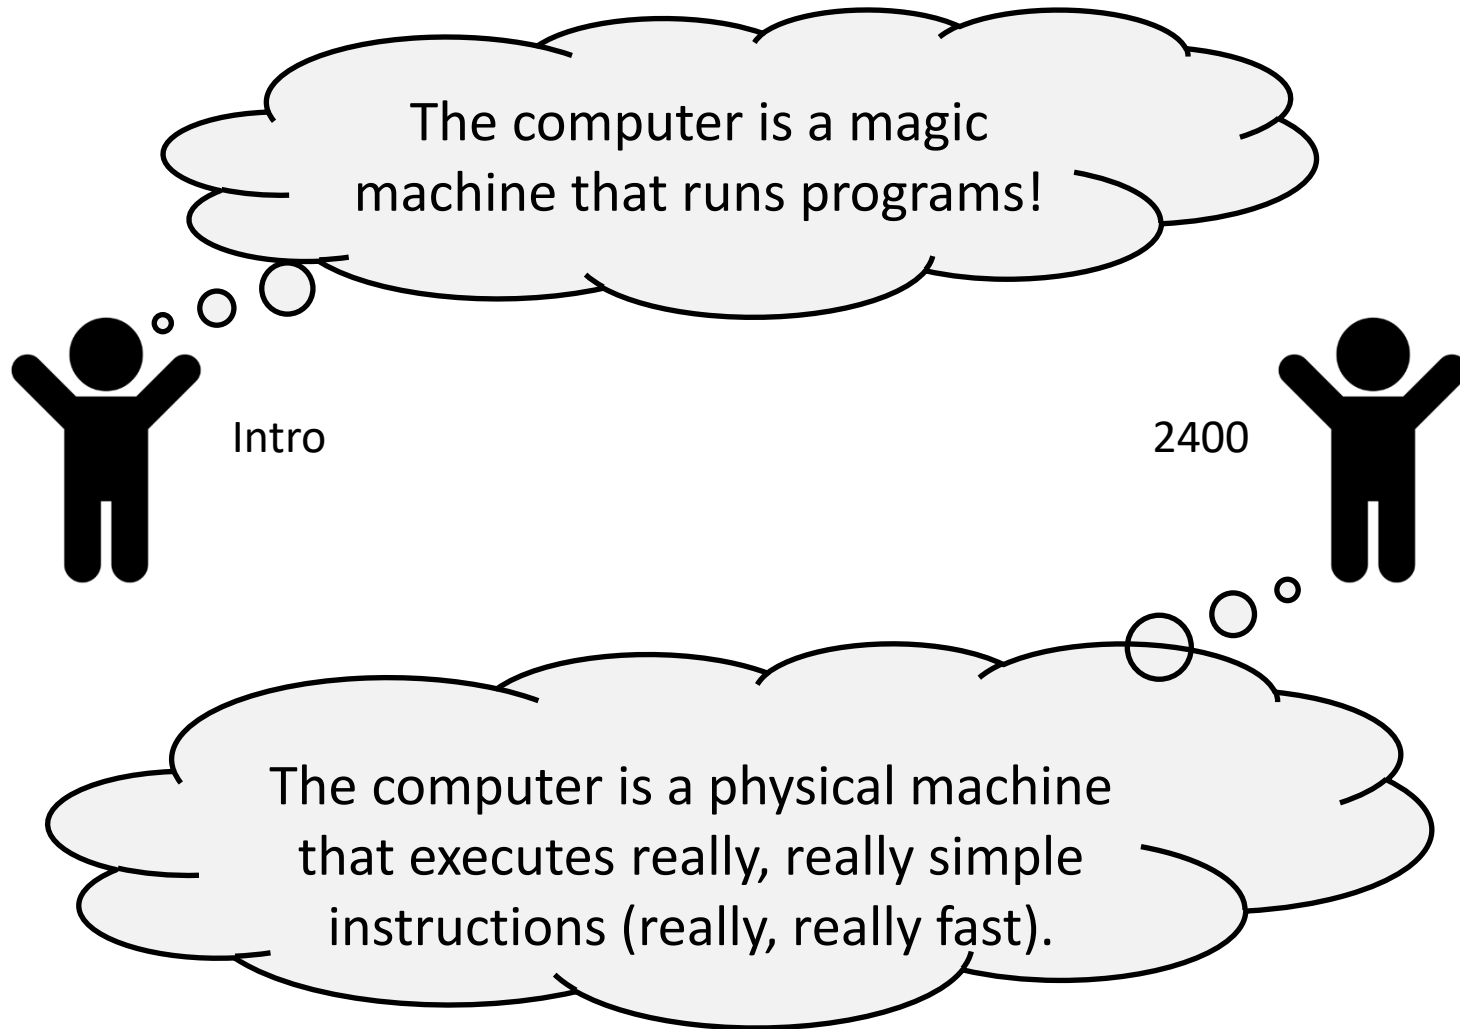 The computer is a magic
machine that runs programs!
Intro
2400
The computer is a physical machine
that executes really, really simple
instructions (really, really fast).